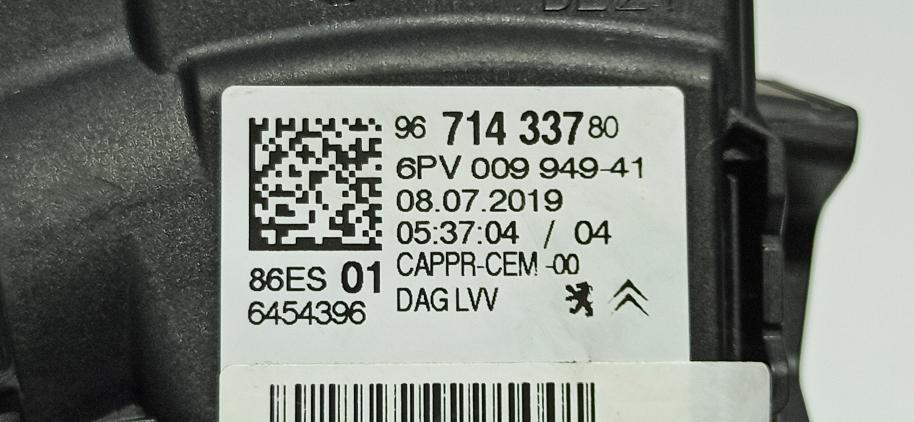 96 714 337 80
6PV 009 949-41
08.07.2019
05:37:04 / 04
CAPPR-CEM -00
DAG LVV
86ES 01
6454396